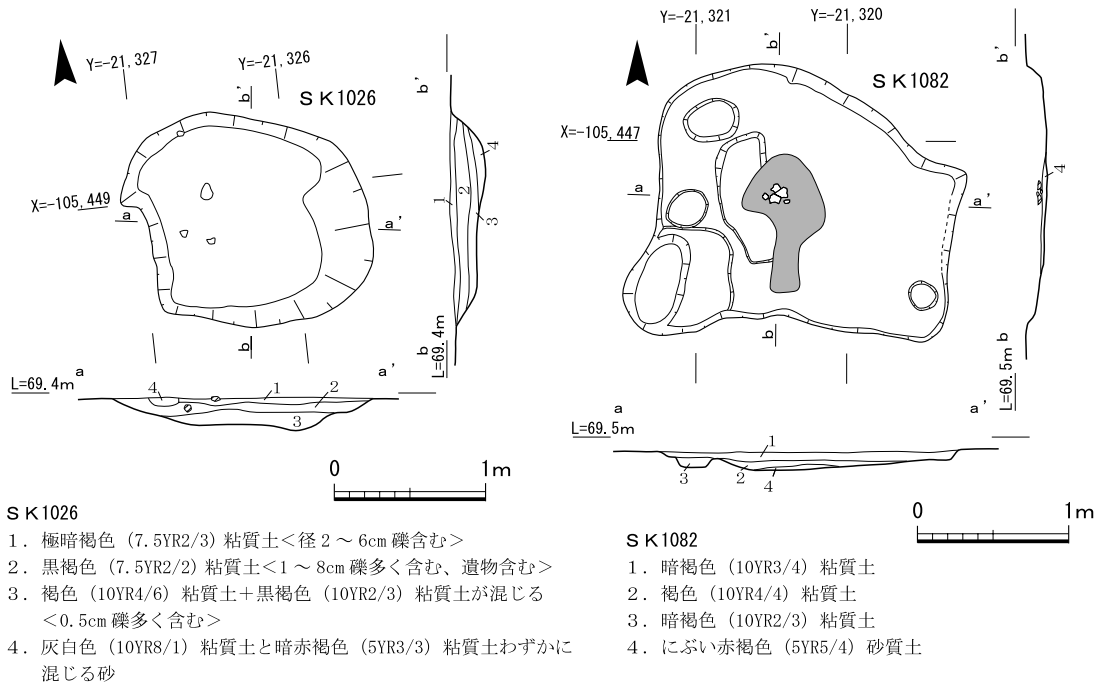 Y=-21,327
Y=-21,326
ＳＫ1026
X=-105,449
a
a'
b'
b
b'
b
L=69.4m
1
2
3
4
L=69.4m
a
a'
4
1
2
3
0
1m
Y=-21,321
Y=-21,320
ＳＫ1082
X=-105,447
a
a'
b'
b
b'
b
L=69.5m
4
L=69.5m
a
a'
1
3
2
4
0
1m
ＳＫ1026
1．極暗褐色（7.5YR2/3）粘質土＜径2～6cm礫含む＞
2．黒褐色（7.5YR2/2）粘質土＜1～8cm礫多く含む、遺物含む＞
3．褐色（10YR4/6）粘質土＋黒褐色（10YR2/3）粘質土が混じる
＜0.5cm礫多く含む＞
4．灰白色（10YR8/1）粘質土と暗赤褐色（5YR3/3）粘質土わずかに
混じる砂
ＳＫ1082
1．暗褐色（10YR3/4）粘質土
2．褐色（10YR4/4）粘質土
3．暗褐色（10YR2/3）粘質土
4．にぶい赤褐色（5YR5/4）砂質土